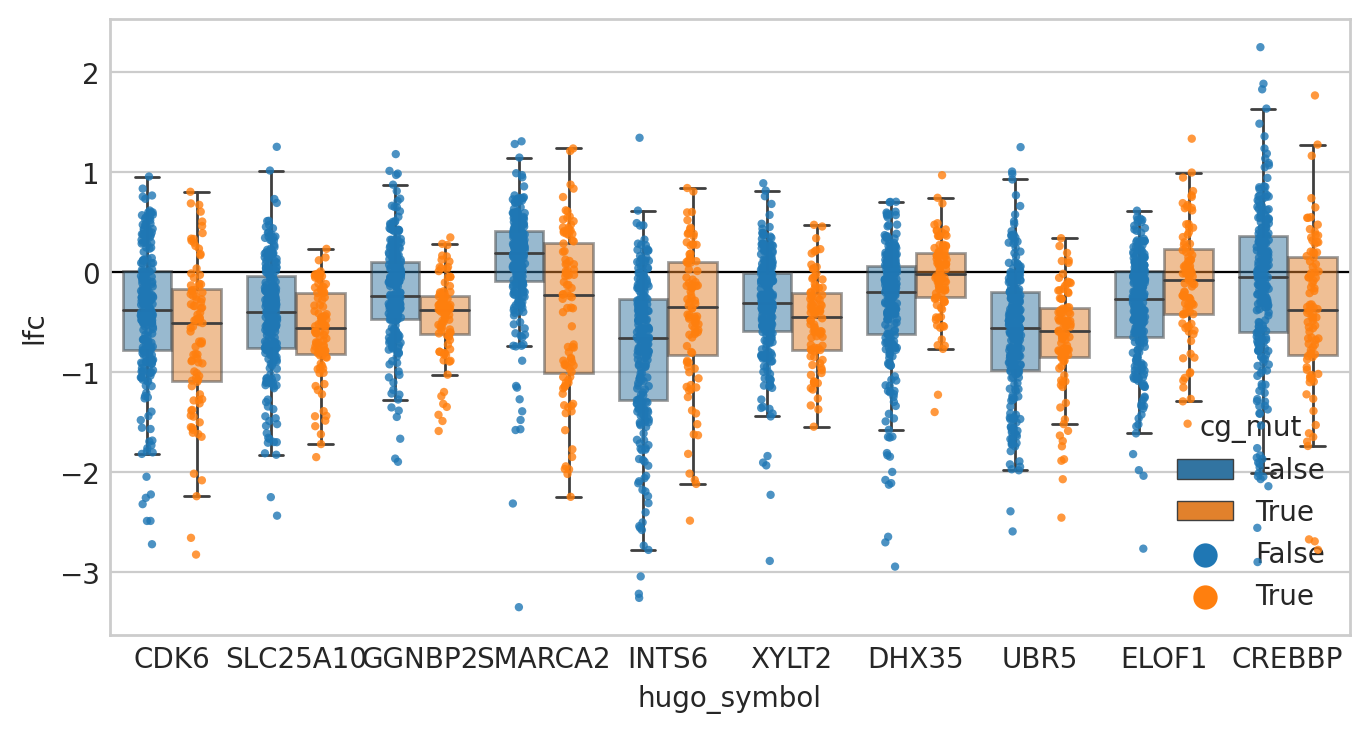 2
1
0
−1
−2
−3
lfc
cg_mut
False
True
False
True
CDK6 SLC25A10 GGNBP2 SMARCA2 INTS6 XYLT2 DHX35 UBR5 ELOF1 CREBBP
hugo_symbol